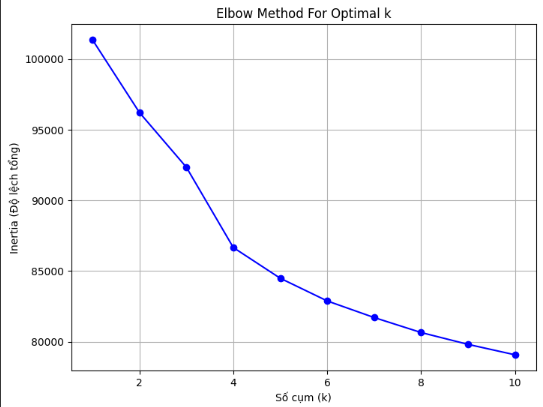 Elbow Method For Optimal k
Inertia (Độ lệch tổng)
100000
95000
90000
85000
80000
2 4 6 8 10
Số cụm (k)